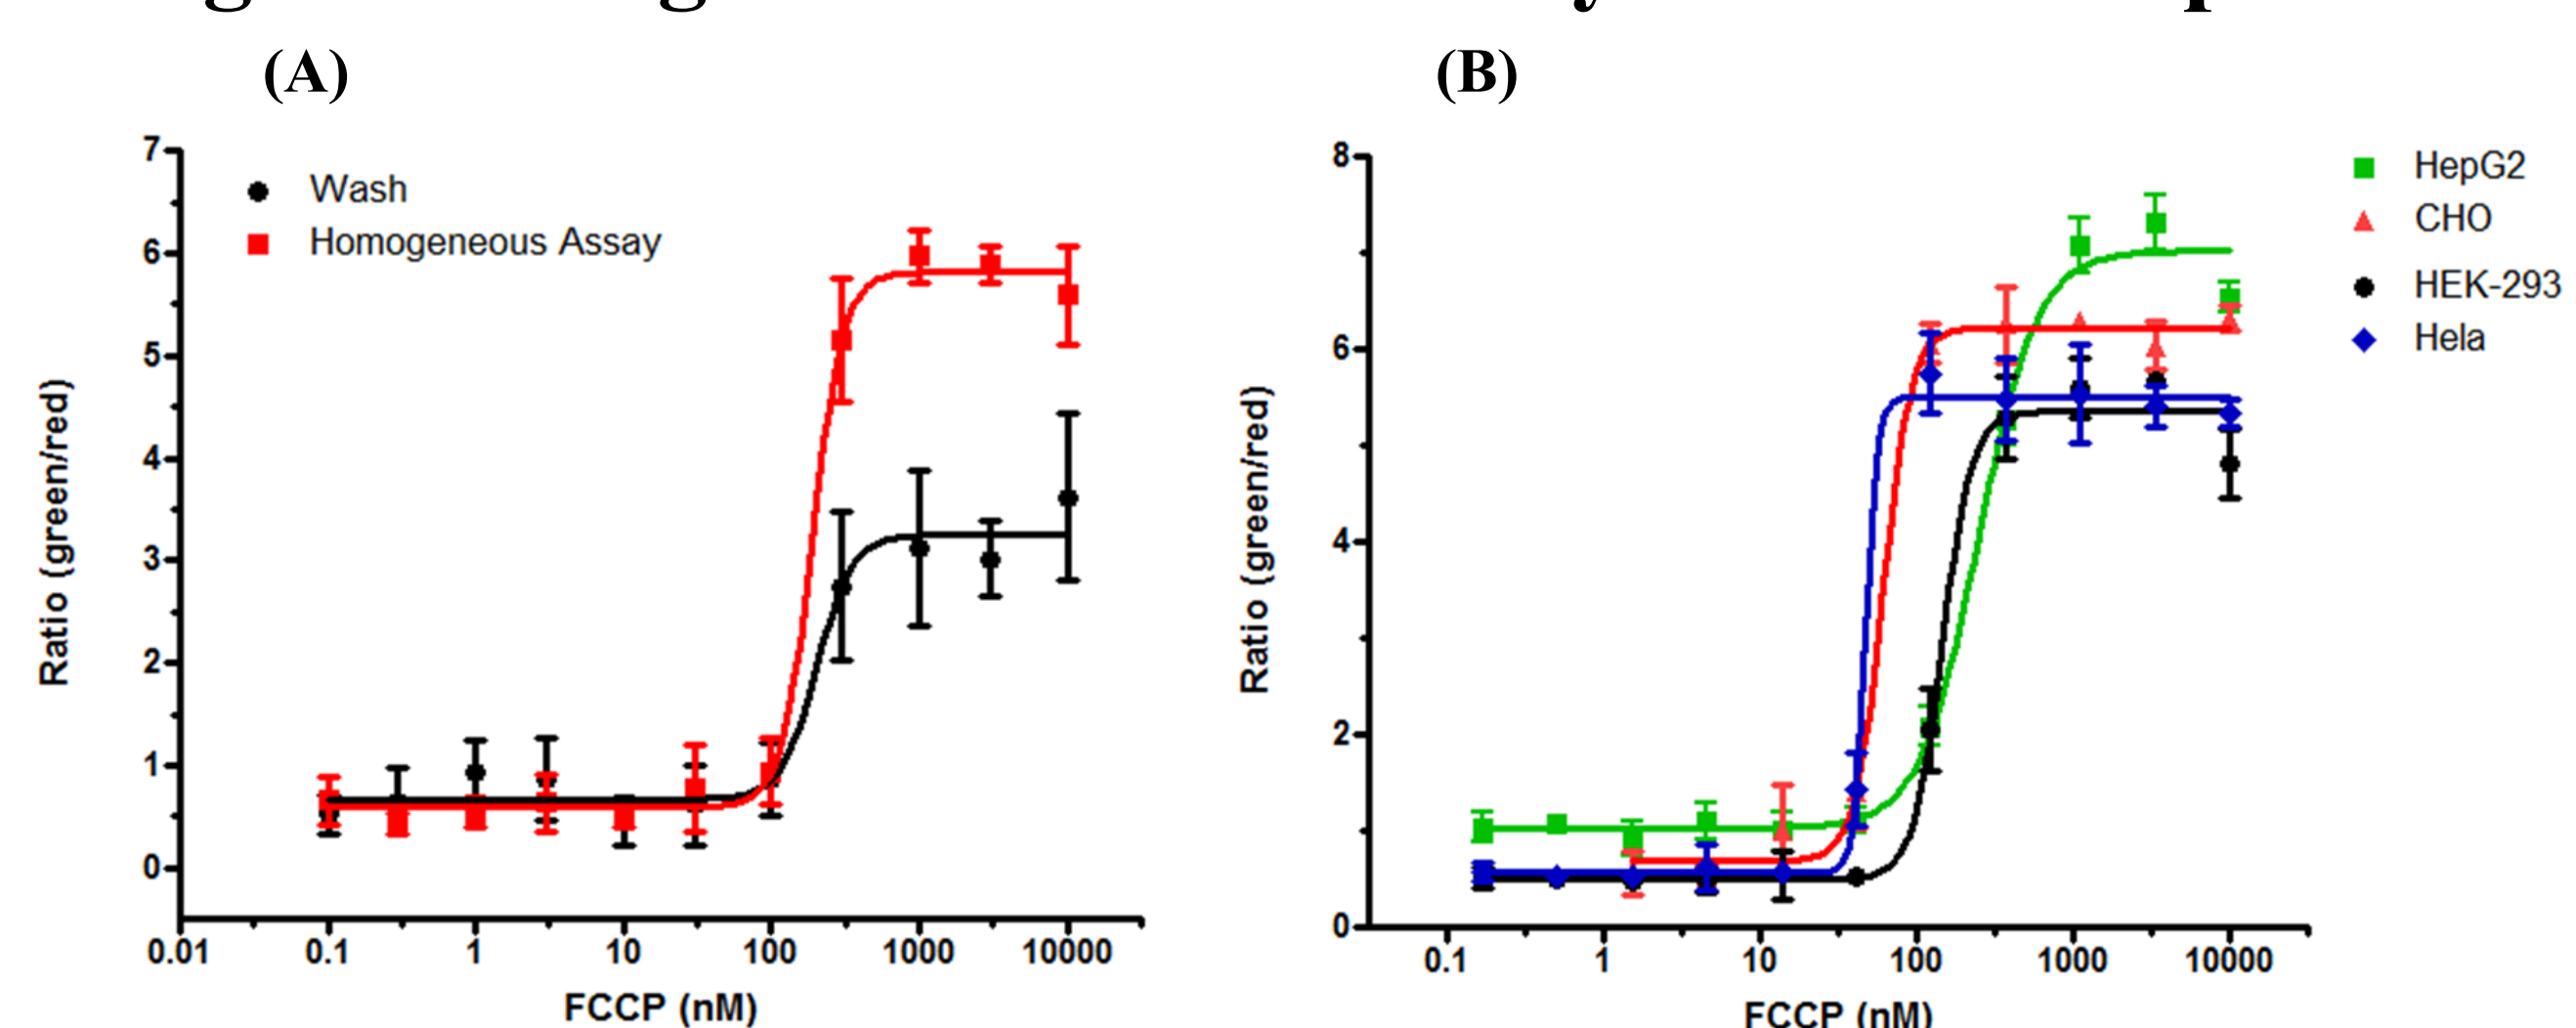 (A)
7
6
5
4
3
2
1
0
Wash
Homogeneous Assay
Ratio (green/red)
0.01 0.1 1 10 100 1000 10000
FCCP (nM)
(B)
8
6
4
2
0
HepG2
CHO
HEK-293
Hela
Ratio (green/red)
0.1 1 10 100 1000 10000
FCCP (nM)